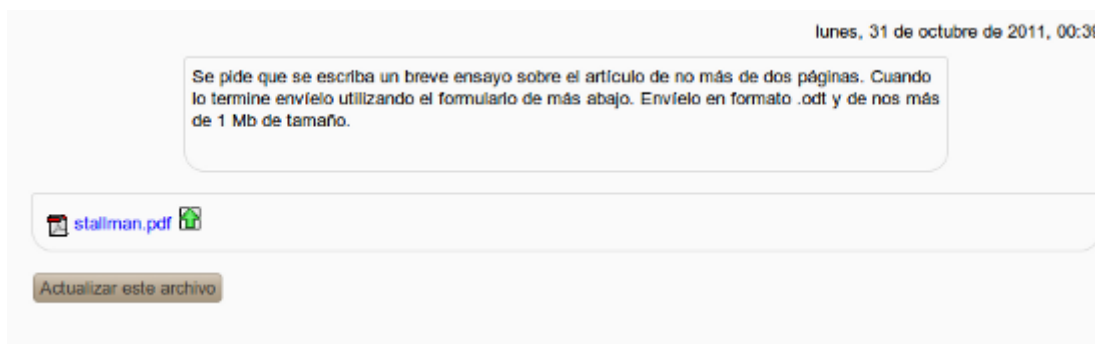 lunes, 31 de octubre de 2011, 00:39
Se pide que se escriba un breve ensayo sobre el artículo de no más de dos páginas. Cuando
lo termine envíelo utilizando el formulario de más abajo. Envíelo en formato .odt y de nos más
de 1 Mb de tamaño.
stallman.pdf
Actualizar este archivo